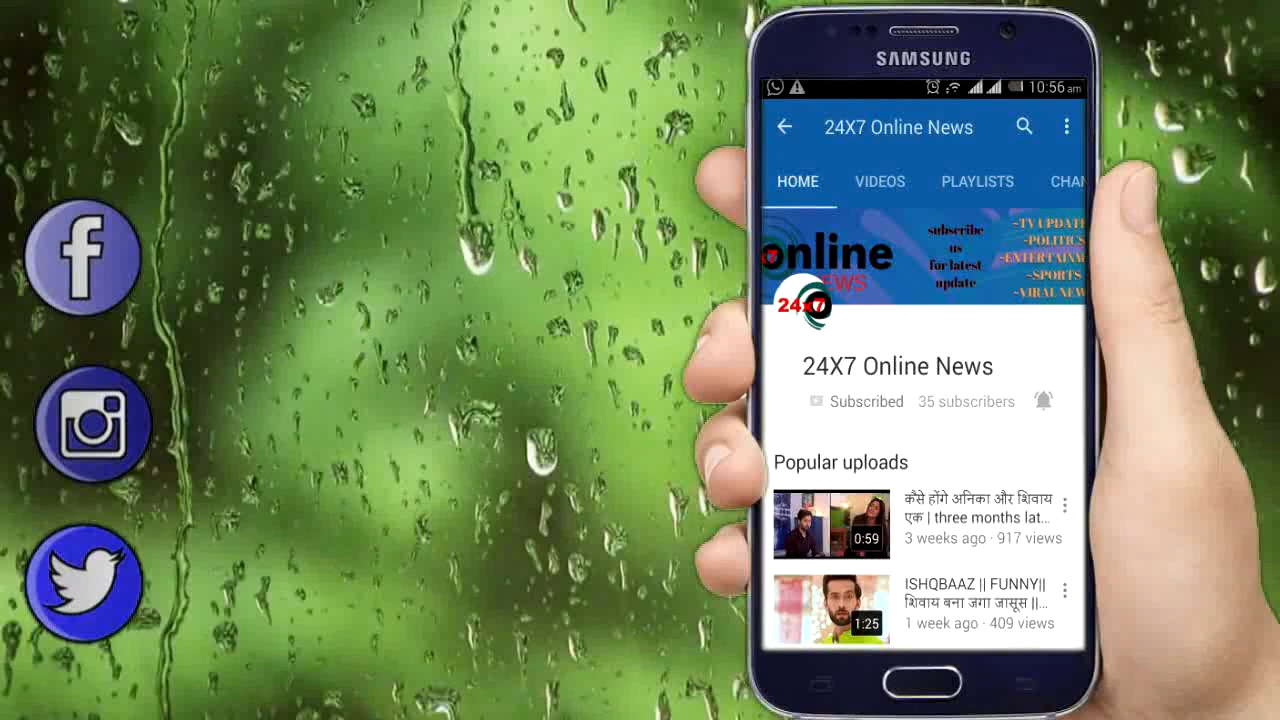 SAMSUNG
10:56 am
24X7 Online News
HOME VIDEOS PLAYLISTS CHAN
online
NEWS
subscribe
us
for latest
update
~TV UPDATE
~POLITICS
~ENTERTAINM
~SPORTS
~VIRAL NEW
24x7
24X7 Online News
Subscribed 35 subscribers
Popular uploads
कैसे होंगे अनिका और शिवाय
एक | three months lat...
3 weeks ago · 917 views
0:59
ISHQBAAZ || FUNNY||
शिवाय बना जगा जासूस ||...
1 week ago · 409 views
1:25